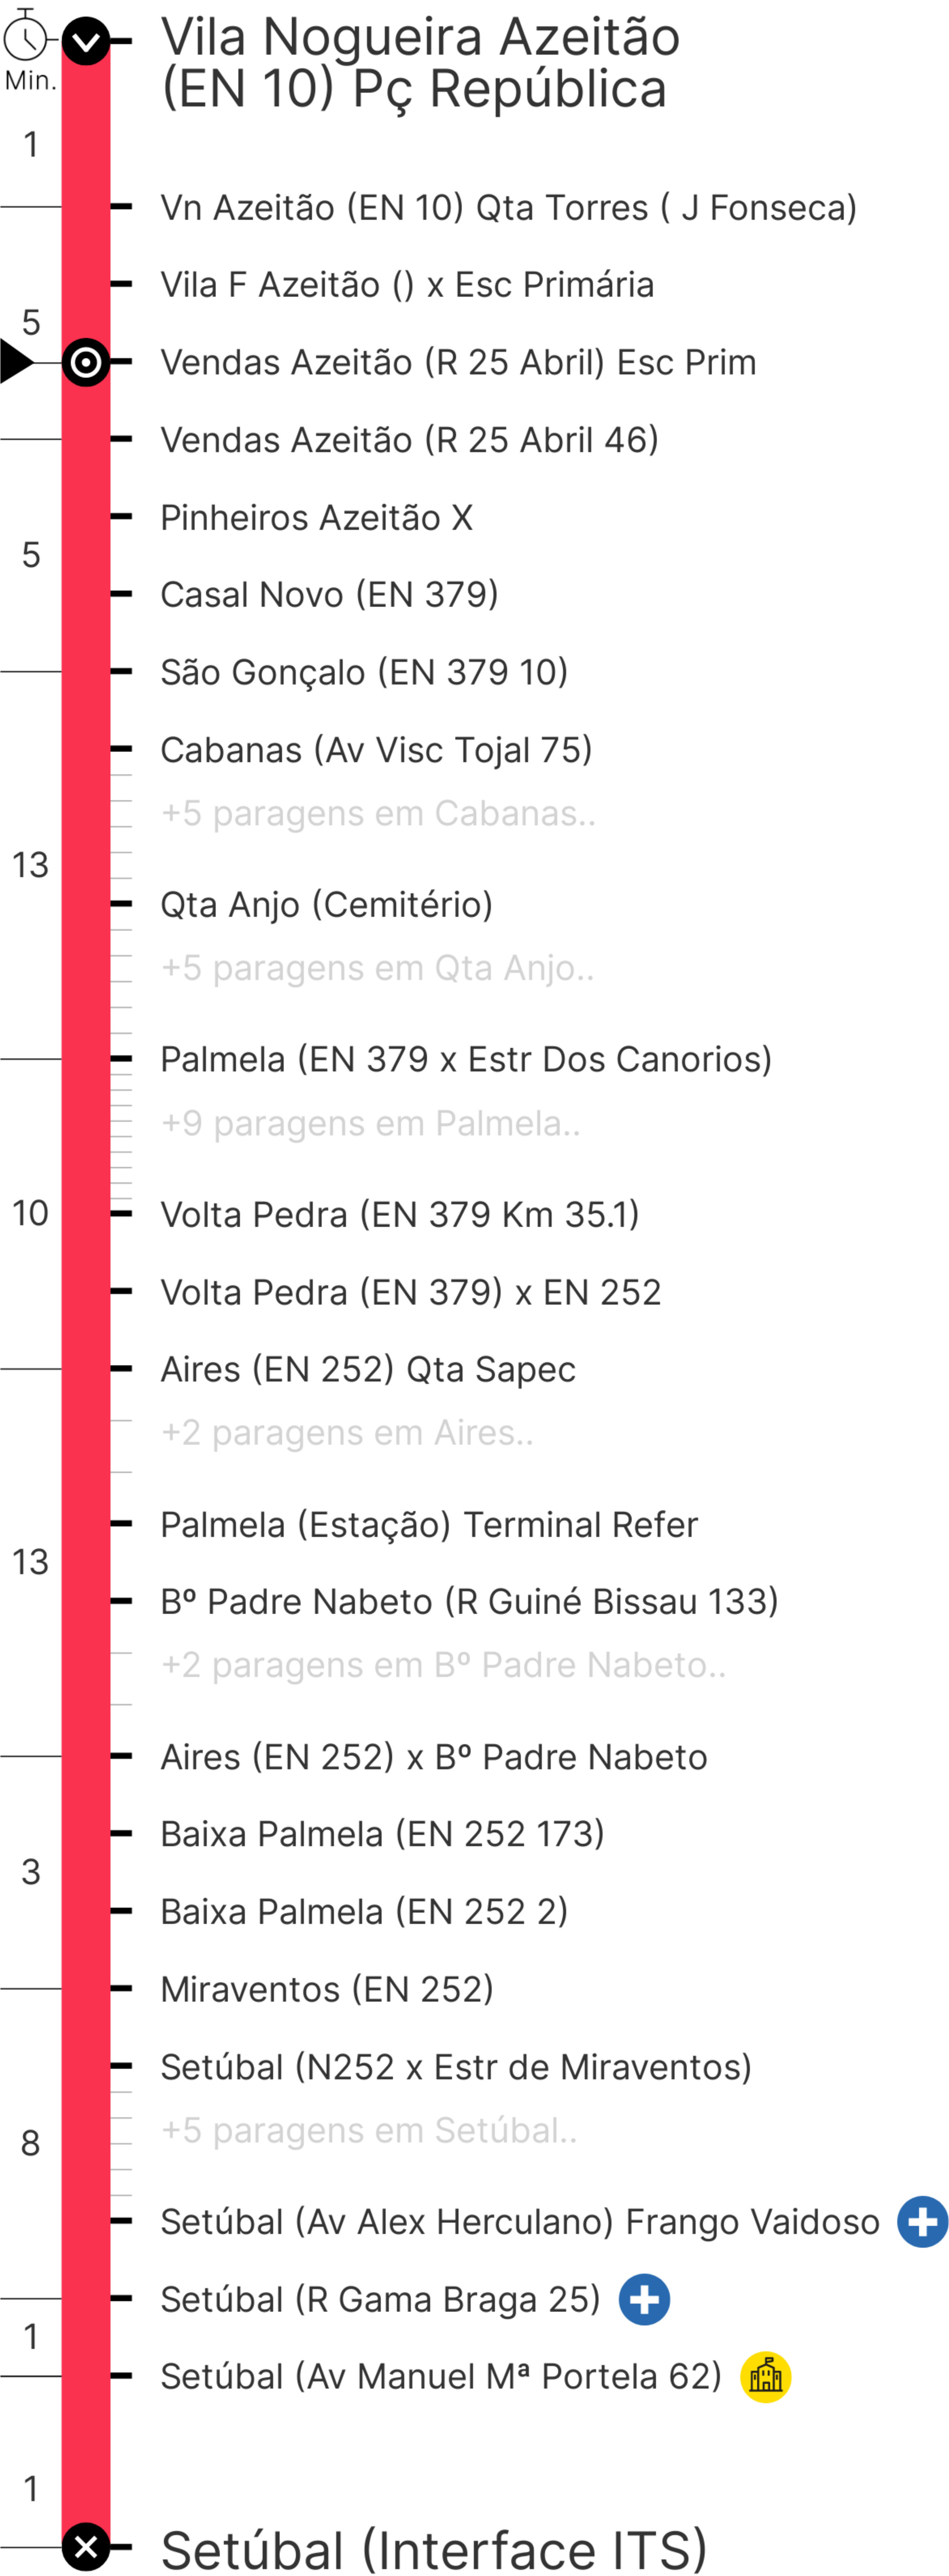 Vila Nogueira Azeitão
(EN 10) Pç República
Min.
1
Vn Azeitão (EN 10) Qta Torres ( J Fonseca)
Vila F Azeitão () x Esc Primária
5
Vendas Azeitão (R 25 Abril) Esc Prim
Vendas Azeitão (R 25 Abril 46)
Pinheiros Azeitão X
5
Casal Novo (EN 379)
São Gonçalo (EN 379 10)
Cabanas (Av Visc Tojal 75)
+5 paragens em Cabanas..
13
Qta Anjo (Cemitério)
+5 paragens em Qta Anjo..
Palmela (EN 379 x Estr Dos Canorios)
+9 paragens em Palmela..
10
Volta Pedra (EN 379 Km 35.1)
Volta Pedra (EN 379) x EN 252
Aires (EN 252) Qta Sapec
+2 paragens em Aires..
Palmela (Estação) Terminal Refer
13
Bº Padre Nabeto (R Guiné Bissau 133)
+2 paragens em Bº Padre Nabeto..
Aires (EN 252) x Bº Padre Nabeto
Baixa Palmela (EN 252 173)
3
Baixa Palmela (EN 252 2)
Miraventos (EN 252)
Setúbal (N252 x Estr de Miraventos)
+5 paragens em Setúbal..
8
Setúbal (Av Alex Herculano) Frango Vaidoso
Setúbal (R Gama Braga 25)
1
Setúbal (Av Manuel Mª Portela 62)
1
Setúbal (Interface ITS)